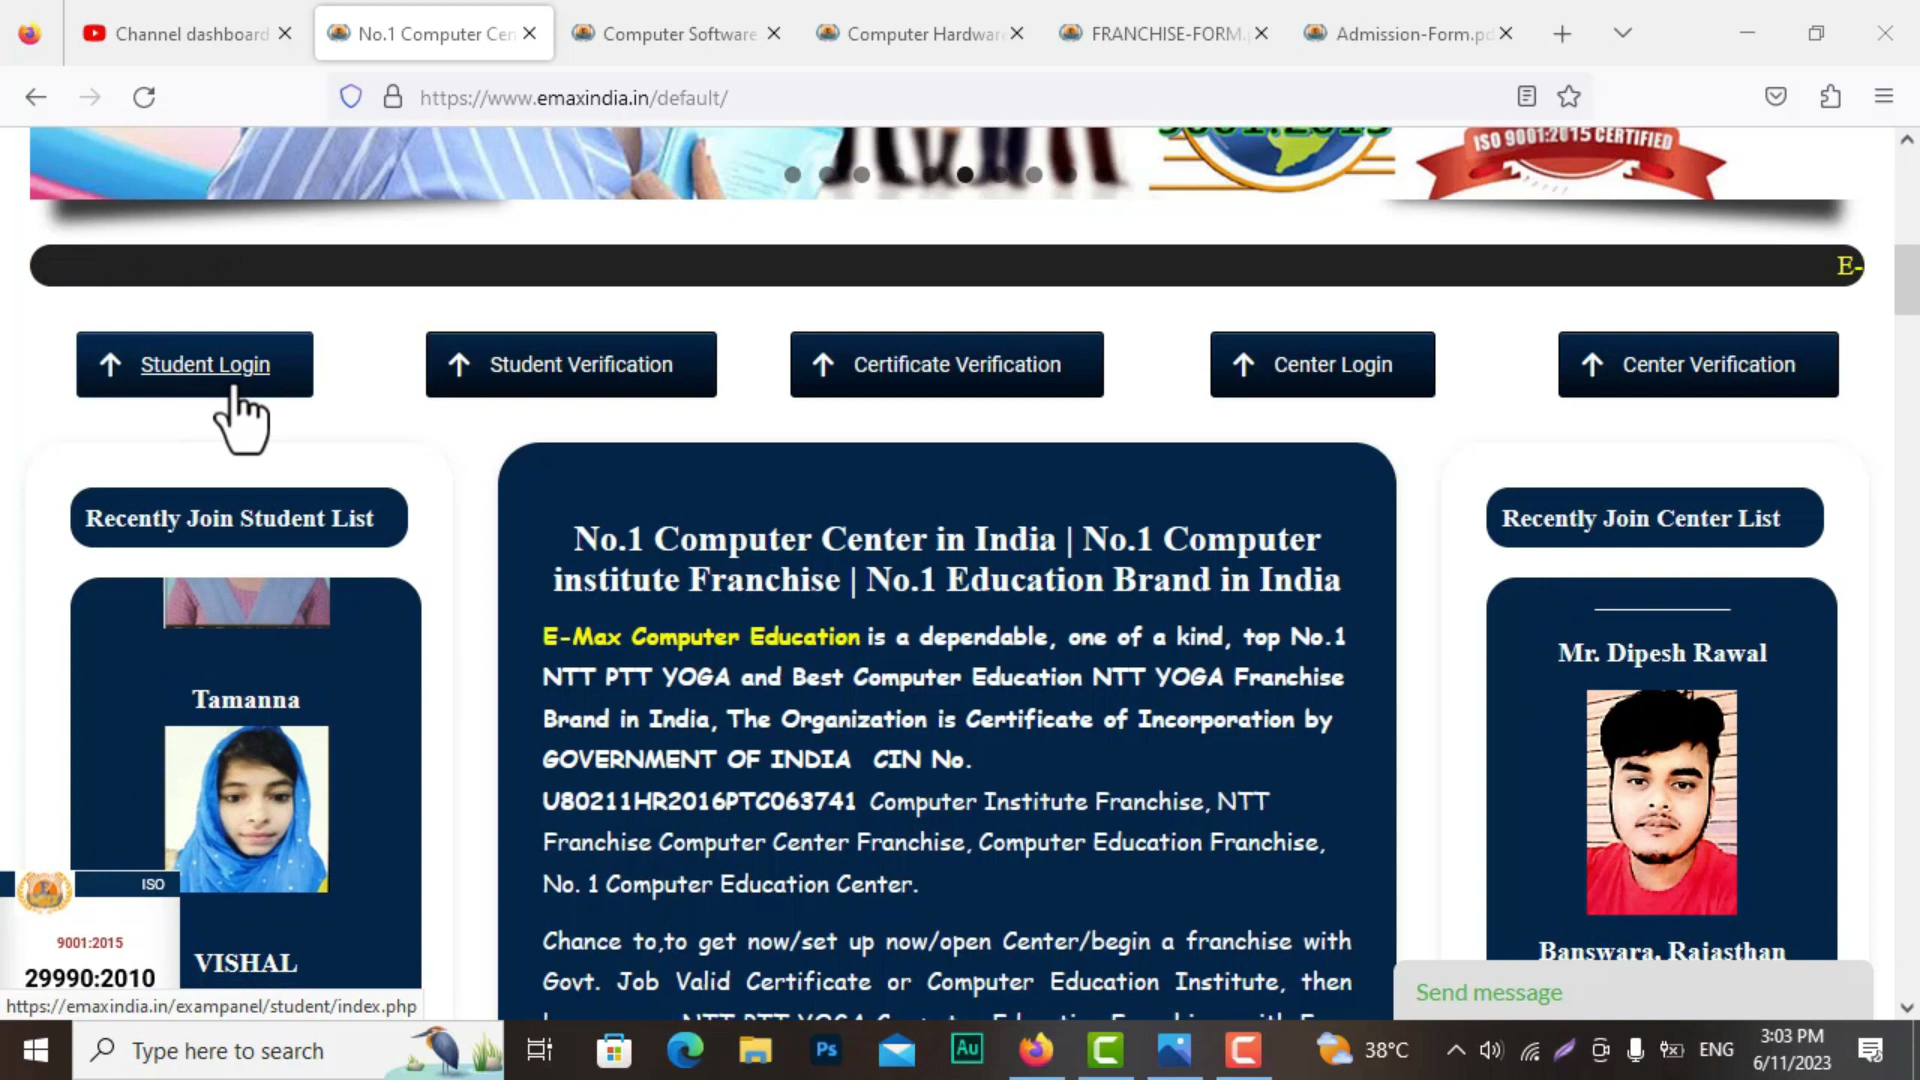 Channel dashboard
No.1 Computer Cen
Computer Software
Computer Hardwar
FRANCHISE-FORM.p
Admission-Form.pd
https://www.emaxindia.in/default/
9001:2015
ISO 9001:2015 CERTIFIED
E-
Student Login
Student Verification
Certificate Verification
Center Login
Center Verification
Recently Join Student List
Tamanna
VISHAL
No.1 Computer Center in India | No.1 Computer
institute Franchise | No.1 Education Brand in India
E-Max Computer Education is a dependable, one of a kind, top No.1
NTT PTT YOGA and Best Computer Education NTT YOGA Franchise
Brand in India, The Organization is Certificate of Incorporation by
GOVERNMENT OF INDIA CIN No.
U80211HR2016PTC063741 Computer Institute Franchise, NTT
Franchise Computer Center Franchise, Computer Education Franchise,
No. 1 Computer Education Center.
Chance to,to get now/set up now/open Center/begin a franchise with
Govt. Job Valid Certificate or Computer Education Institute, then
Recently Join Center List
Mr. Dipesh Rawal
Banswara, Rajasthan
ISO
9001:2015
29990:2010
https://emaxindia.in/exampanel/student/index.php
Send message
Type here to search
Ps
Au
38°C
ENG
3:03 PM
6/11/2023